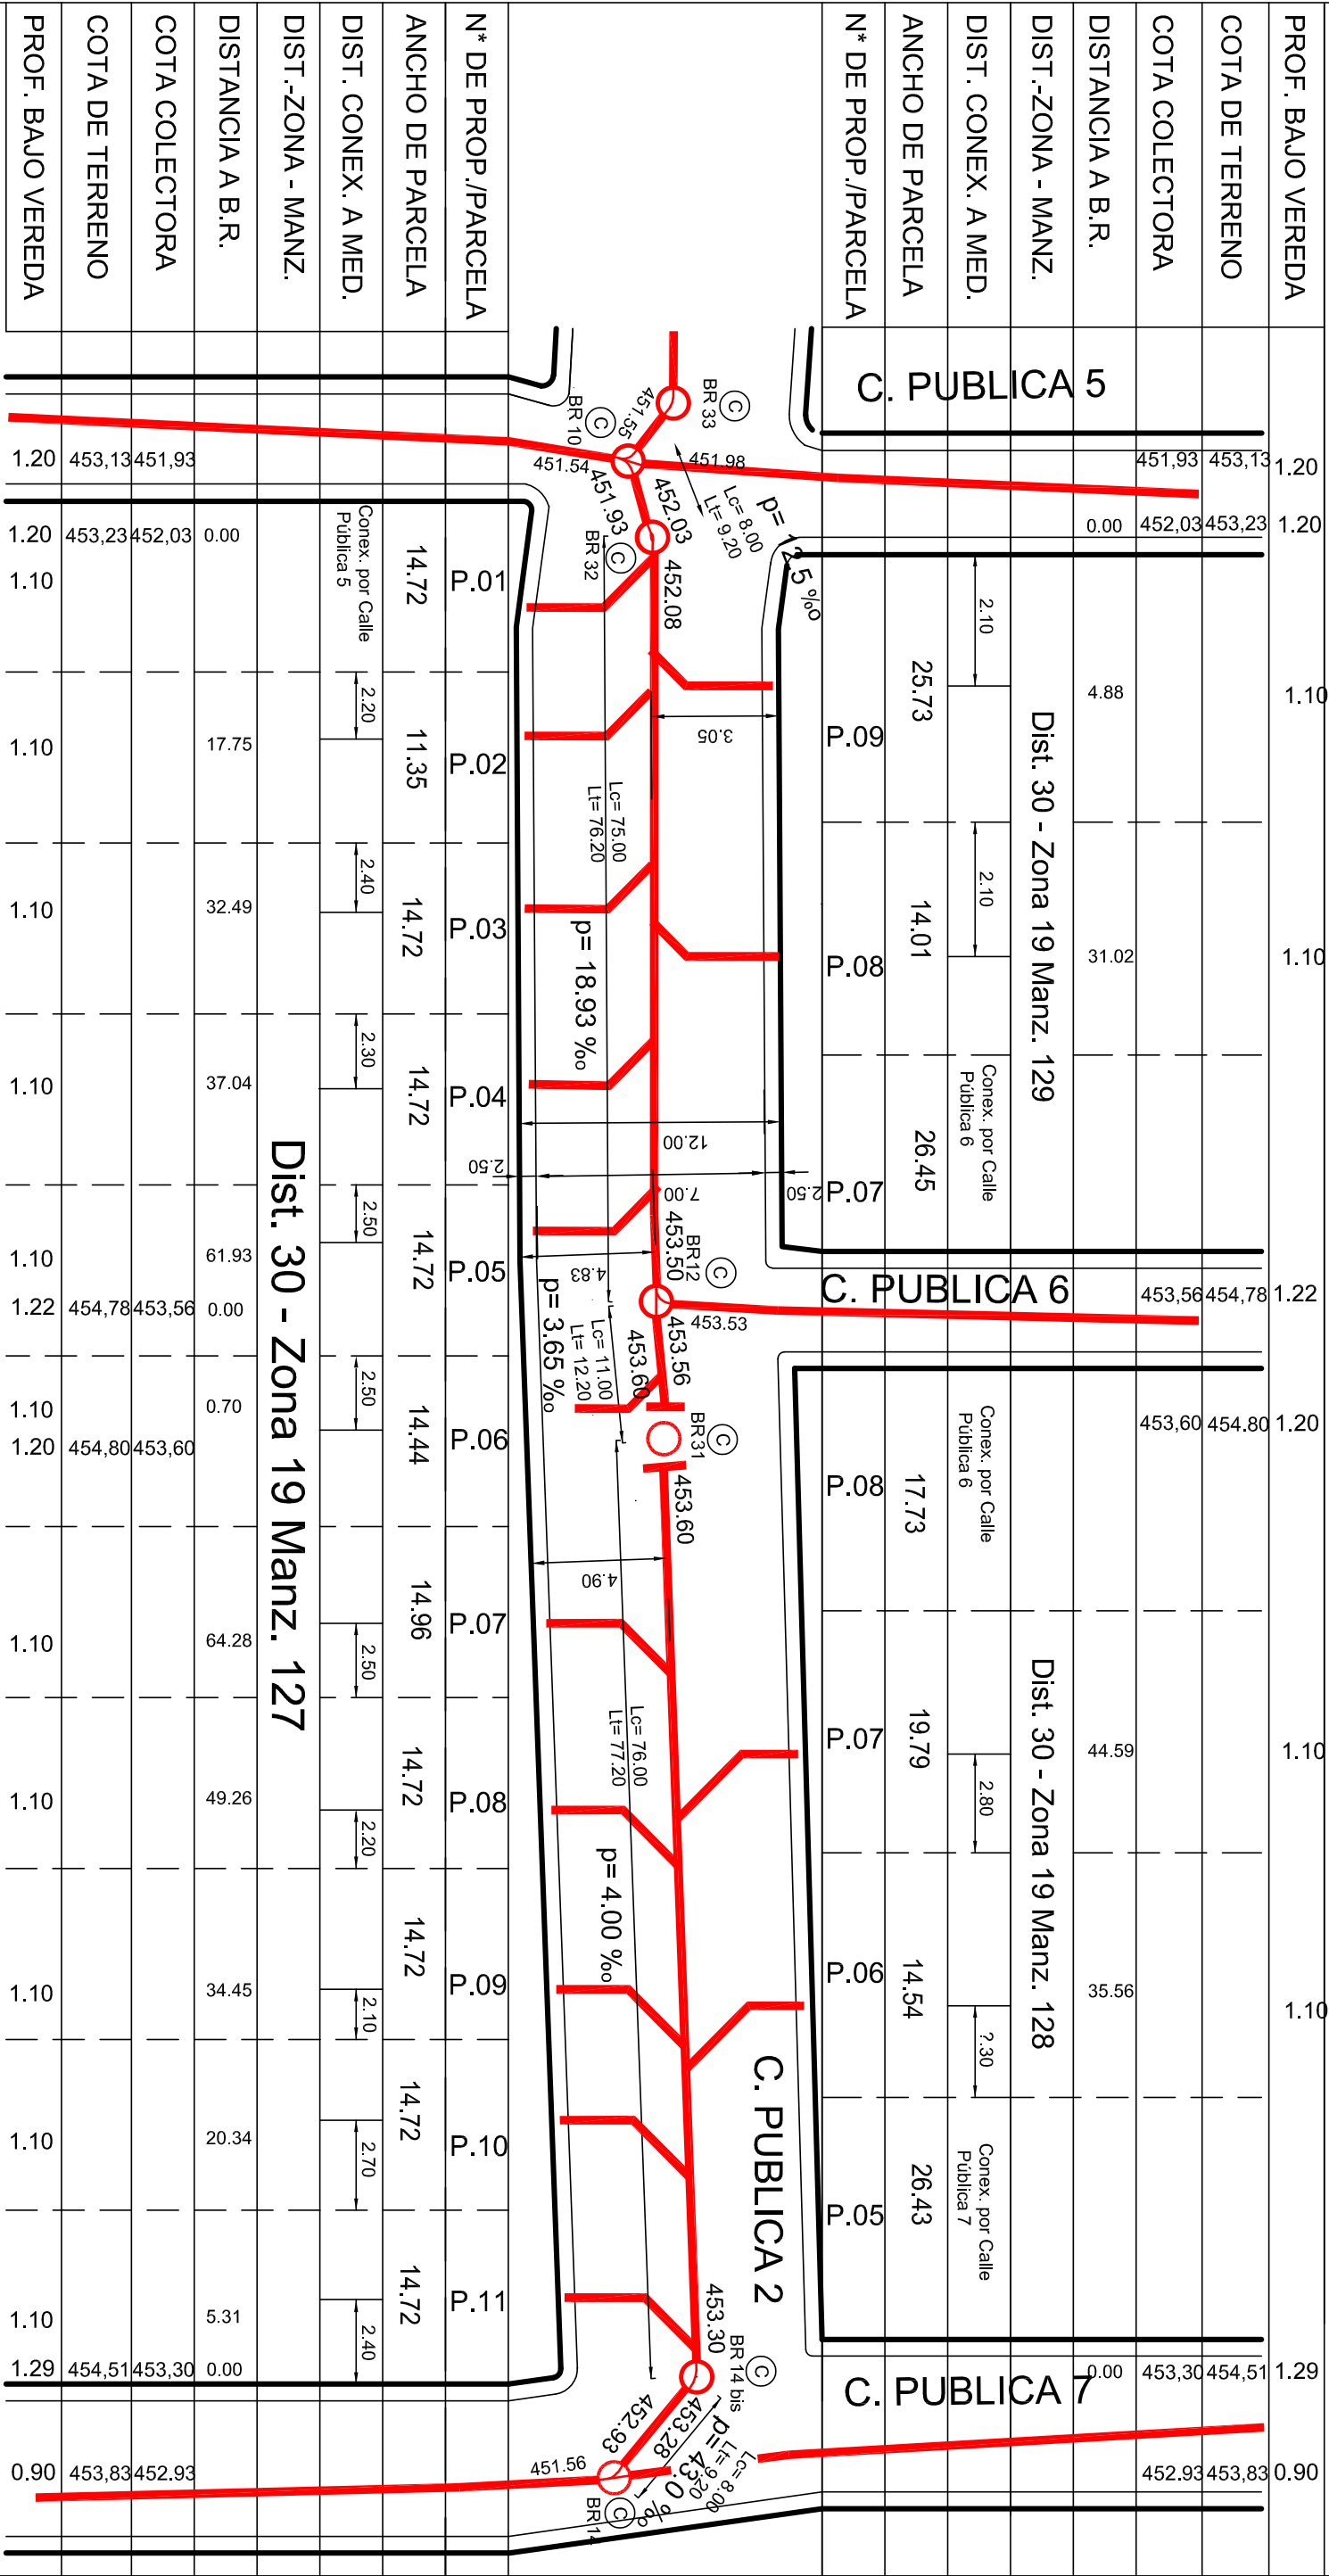 PROF. BAJO VEREDA
COTA DE TERRENO
COTA COLECTORA
DISTANCIA A B.R.
DIST.-ZONA - MANZ.
DIST. CONEX. A MED.
ANCHO DE PARCELA
N* DE PROP./PARCELA
N* DE PROP./PARCELA
ANCHO DE PARCELA
DIST. CONEX. A MED.
DIST.-ZONA - MANZ.
DISTANCIA A B.R.
COTA COLECTORA
COTA DE TERRENO
PROF. BAJO VEREDA
C. PUBLICA 5
1.20 453,13 451,93
451,93 453,13 1.20
1.20 453,23 452,03 0.00
0.00 452,03 453,23 1.20
BR 33
C
451.55
BR 10
C
451.54
451.98
451.93
452.03
Lc= 8.00
Lt= 9.20
p= 12.5 %o
BR 32
C
452.08
Conex. por Calle
Pública 5
14.72
P.01
1.10
2.10
25.73
P.09
4.88
1.10
3.05
2.20
11.35
P.02
17.75
1.10
Lc= 75.00
Lt= 76.20
Dist. 30 - Zona 19 Manz. 129
2.40
14.72
P.03
32.49
1.10
2.10
14.01
P.08
31.02
1.10
p= 18.93 %o
2.30
14.72
P.04
37.04
1.10
Conex. por Calle
Pública 6
26.45
P.07
12.00
2.50
7.00
2.50
2.50
14.72
P.05
61.93
1.10
4.83
453.50
BR12
C
C. PUBLICA 6
1.22 454,78 453,56 0.00
453,56 454,78 1.22
453.53
453.56
453.60
Lc= 11.00
Lt= 12.20
p= 3.65 %o
2.50
14.44
P.06
0.70
1.10
1.20 454,80 453,60
453,60 454.80 1.20
BR31
C
453.60
Conex. por Calle
Pública 6
17.73
P.08
Dist. 30 - Zona 19 Manz. 127
4.90
14.96
P.07
2.50
64.28
1.10
Dist. 30 - Zona 19 Manz. 128
19.79
P.07
2.80
44.59
1.10
Lc= 76.00
Lt= 77.20
14.72
P.08
2.20
49.26
1.10
p= 4.00 %o
14.72
P.09
2.10
34.45
1.10
14.54
P.06
?.30
35.56
1.10
C. PUBLICA 2
14.72
P.10
2.70
20.34
1.10
Conex. por Calle
Pública 7
26.43
P.05
14.72
P.11
2.40
5.31
1.10
453.30
BR 14 bis
C
C. PUBLICA 7
1.29 454,51 453,30 0.00
0.00 453,30 454,51 1.29
452.93
453.28
p= 43.0 %o
Lc= 8.00
Lt= 9.20
451.56
BR 14
C
0.90 453,83 452.93
452.93 453,83 0.90